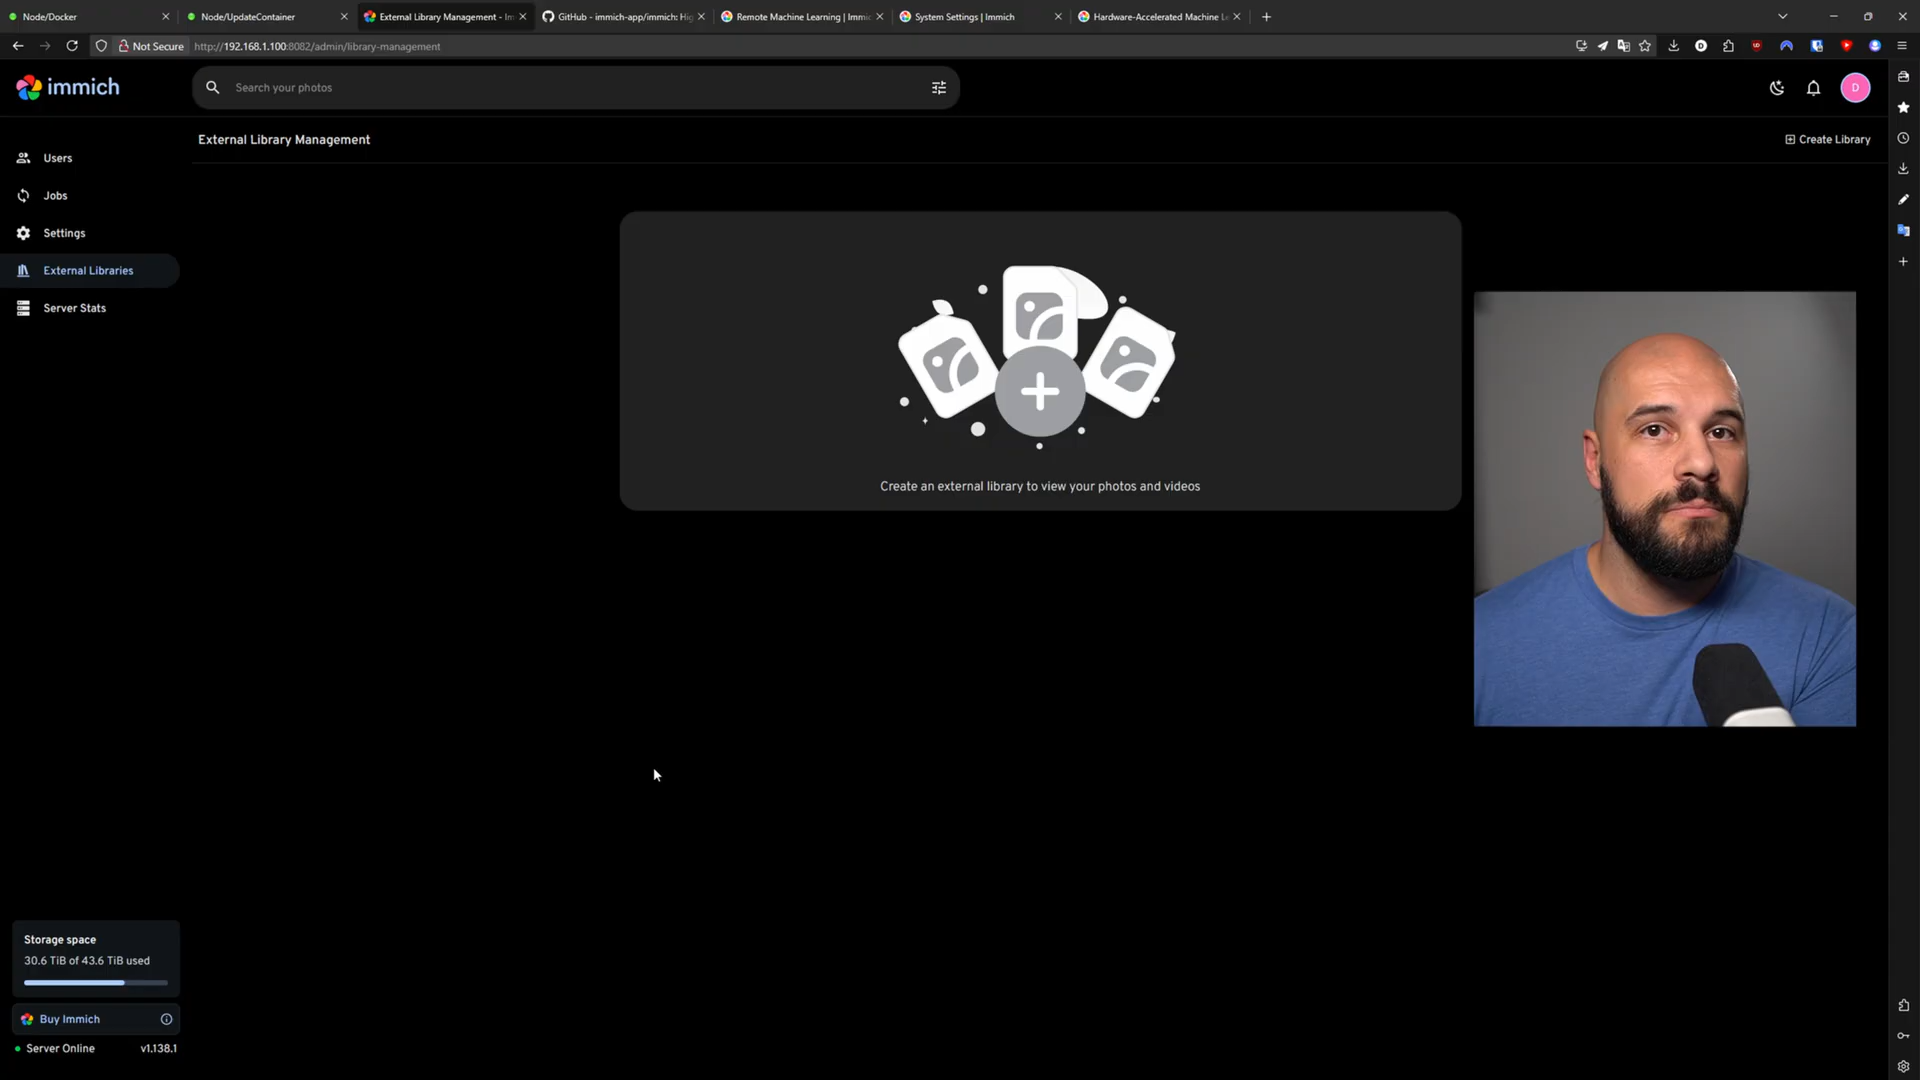 Node/Docker
Node/UpdateContainer
External Library Management - Im
GitHub - immich-app/immich: Hig
Remote Machine Learning | Immic
System Settings | Immich
Hardware-Accelerated Machine Le
Not Secure
http://192.168.1.100:8082/admin/library-management
immich
Search your photos
D
External Library Management
Create Library
Users
Jobs
Settings
External Libraries
Server Stats
Create an external library to view your photos and videos
Storage space
30.6 TiB of 43.6 TiB used
Buy Immich
Server Online
v1.138.1